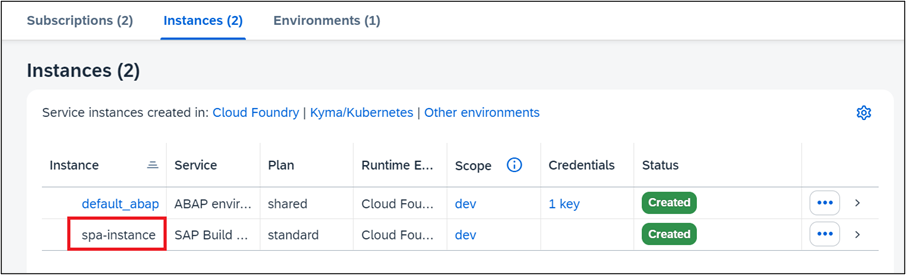 Subscriptions (2) Instances (2) Environments (1)
Instances (2)
Service instances created in: Cloud Foundry | Kyma/Kubernetes | Other environments
Instance Service Plan Runtime E... Scope Credentials Status
default_abap ABAP envir... shared Cloud Fou... dev 1 key Created
spa-instance SAP Build ... standard Cloud Fou... dev Created